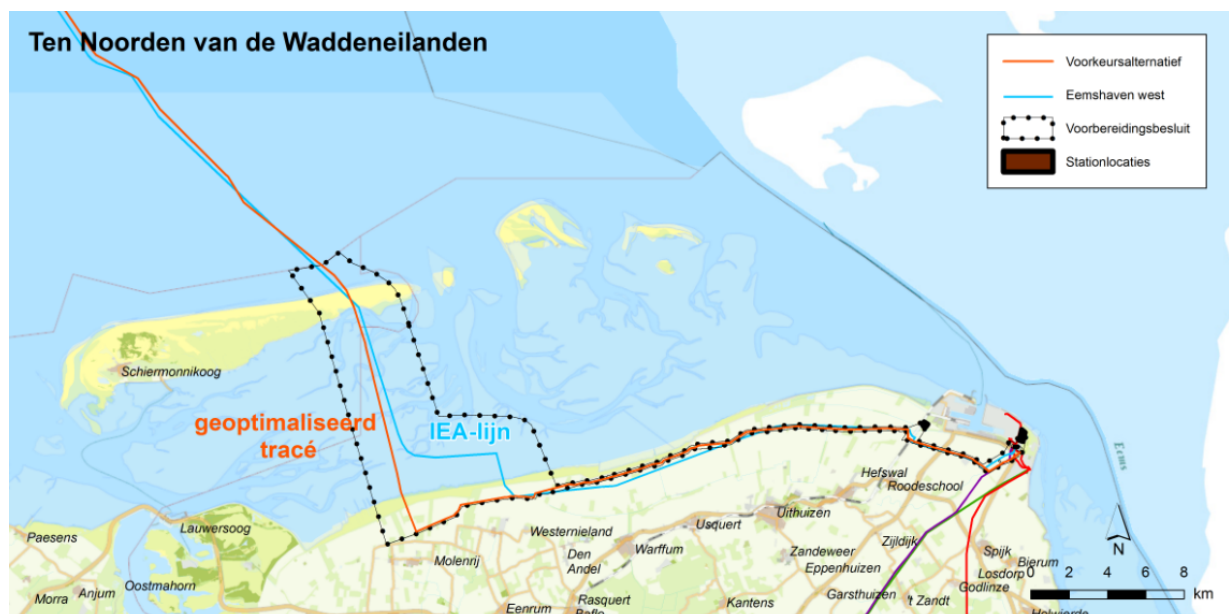 Ten Noorden van de Waddeneilanden
Voorkeursalternatief
Eemshaven west
Voorbereidingsbesluit
Stationlocaties
Schiermonnikoog
geoptimaliseerd
tracé
IEA-lijn
Eems
Hefswal
Roodeschool
Paesens
Lauwersoog
Westernieland
Usquert
Uithuizen
Molenrij
Den
Andel
Warffum
Zandeweer
Zijldijk
Spijk
Bierum
Oostmahorn
Eppenhuizen
Losdorp
Godlinze
Morra
Anjum
Eenrum
Rasquert
Baflo
Kantens
Garsthuizen
't Zandt
Holwierde
N
0 2 4 6 8
km